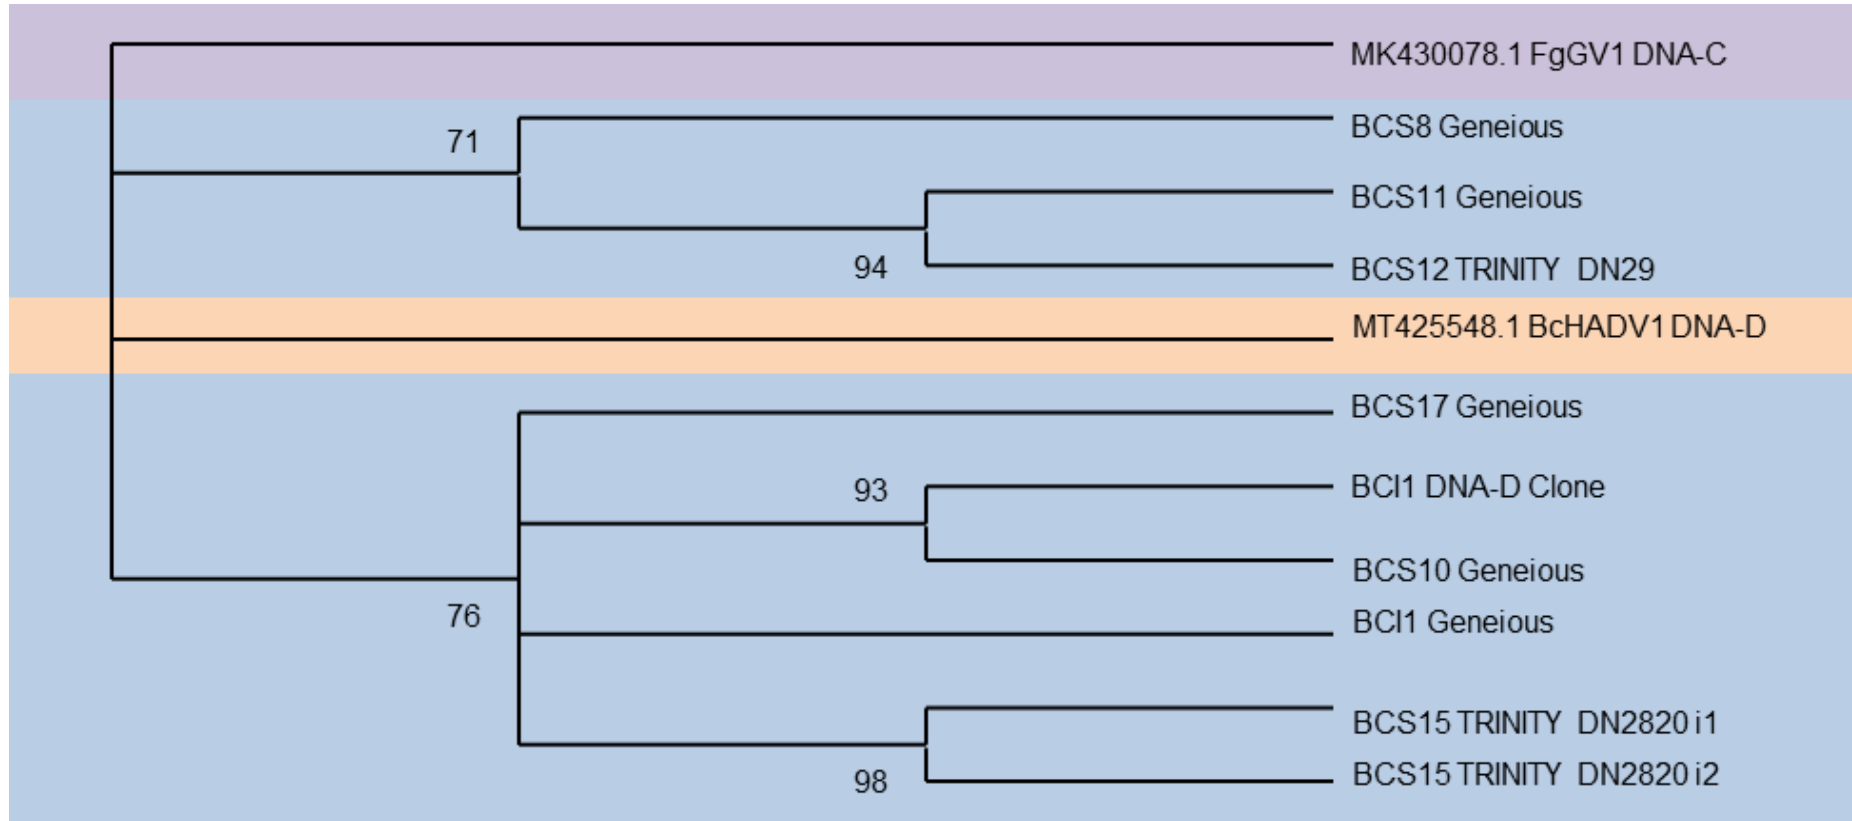 MK430078.1 FgGV1 DNA-C
BCS8 Geneious
71
BCS11 Geneious
94
BCS12 TRINITY DN29
MT425548.1 BcHADV1 DNA-D
BCS17 Geneious
93
BCI1 DNA-D Clone
BCS10 Geneious
76
BCI1 Geneious
BCS15 TRINITY DN2820 i1
98
BCS15 TRINITY DN2820 i2